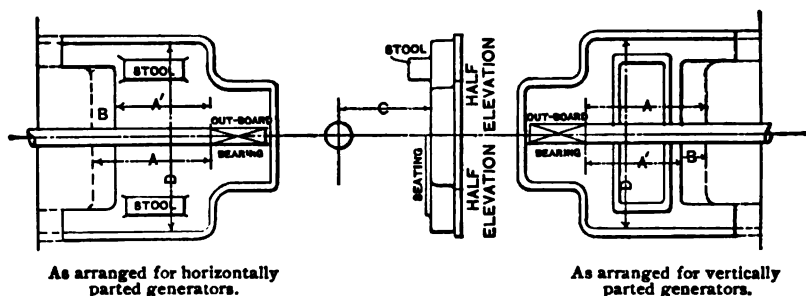 STOOL
A'
B
OUT-BOARD
A
BEARING
D
STOOL
As arranged for horizontally
parted generators.
STOOL
C
HALF
ELEVATION
SEATING
HALF
ELEVATION
A
OUT-BOARD
BEARING
A'
B
D
As arranged for vertically
parted generators.